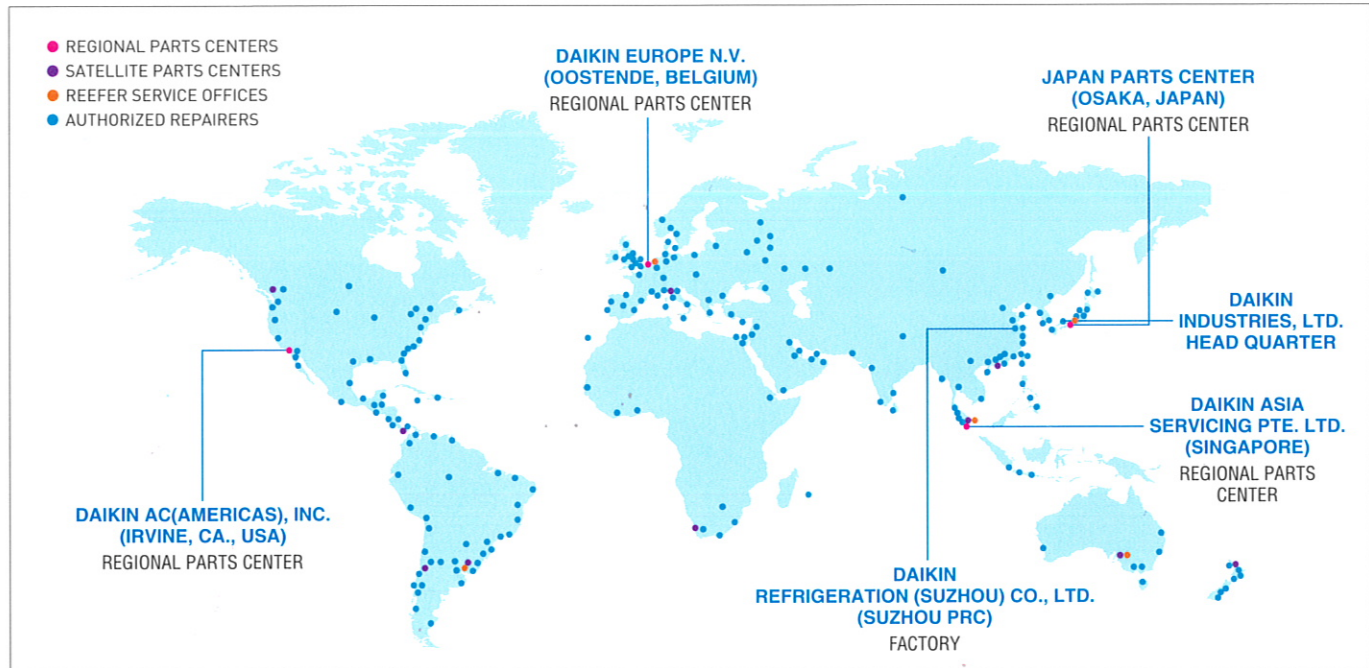 REGIONAL PARTS CENTERS
SATELLITE PARTS CENTERS
REEFER SERVICE OFFICES
AUTHORIZED REPAIRERS
DAIKIN EUROPE N.V.
(OOSTENDE, BELGIUM)
REGIONAL PARTS CENTER
JAPAN PARTS CENTER
(OSAKA, JAPAN)
REGIONAL PARTS CENTER
DAIKIN
INDUSTRIES, LTD.
HEAD QUARTER
DAIKIN ASIA
SERVICING PTE. LTD.
(SINGAPORE)
REGIONAL PARTS
CENTER
DAIKIN AC(AMERICAS), INC.
(IRVINE, CA., USA)
REGIONAL PARTS CENTER
DAIKIN
REFRIGERATION (SUZHOU) CO., LTD.
(SUZHOU PRC)
FACTORY